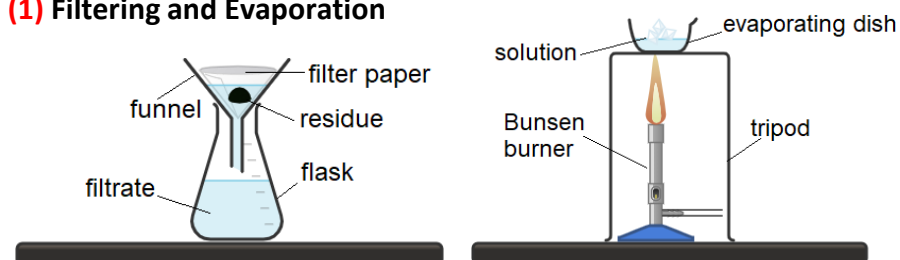 (1) Filtering and Evaporation
filter paper
funnel
residue
flask
filtrate
evaporating dish
solution
Bunsen
burner
tripod